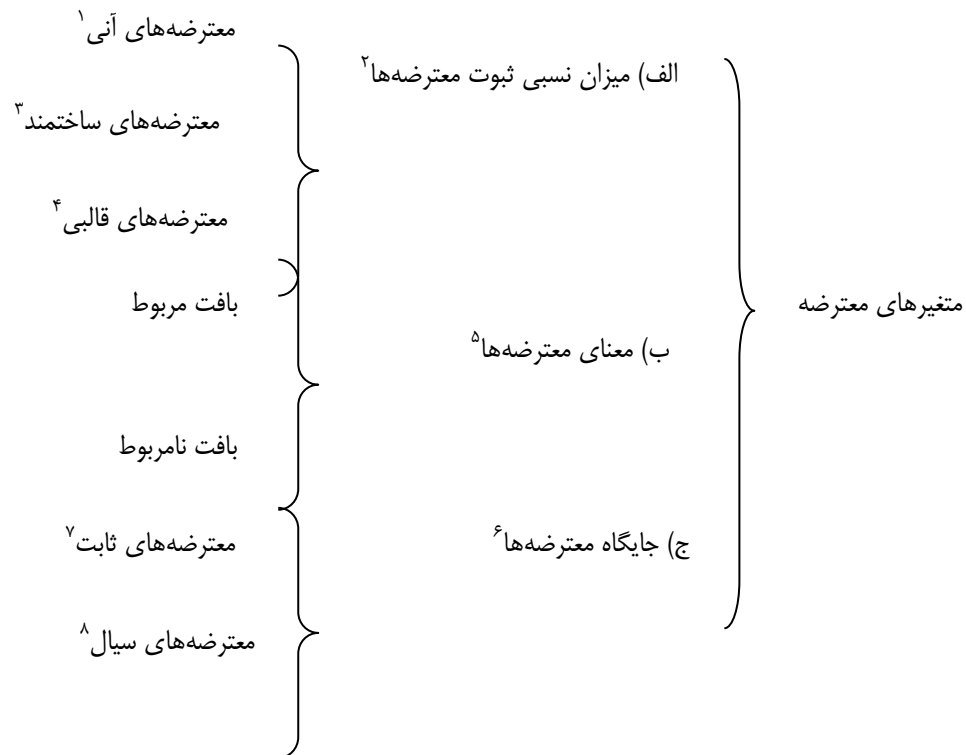 معترضه‌های آنی۱
الف) میزان نسبی ثبوت معترضه‌ها۲
معترضه‌های ساختمند۳
معترضه‌های قالبی۴
متغیرهای معترضه
بافت مربوط
ب) معنای معترضه‌ها۵
بافت نامربوط
ج) جایگاه معترضه‌ها۶
معترضه‌های ثابت۷
معترضه‌های سیال۸